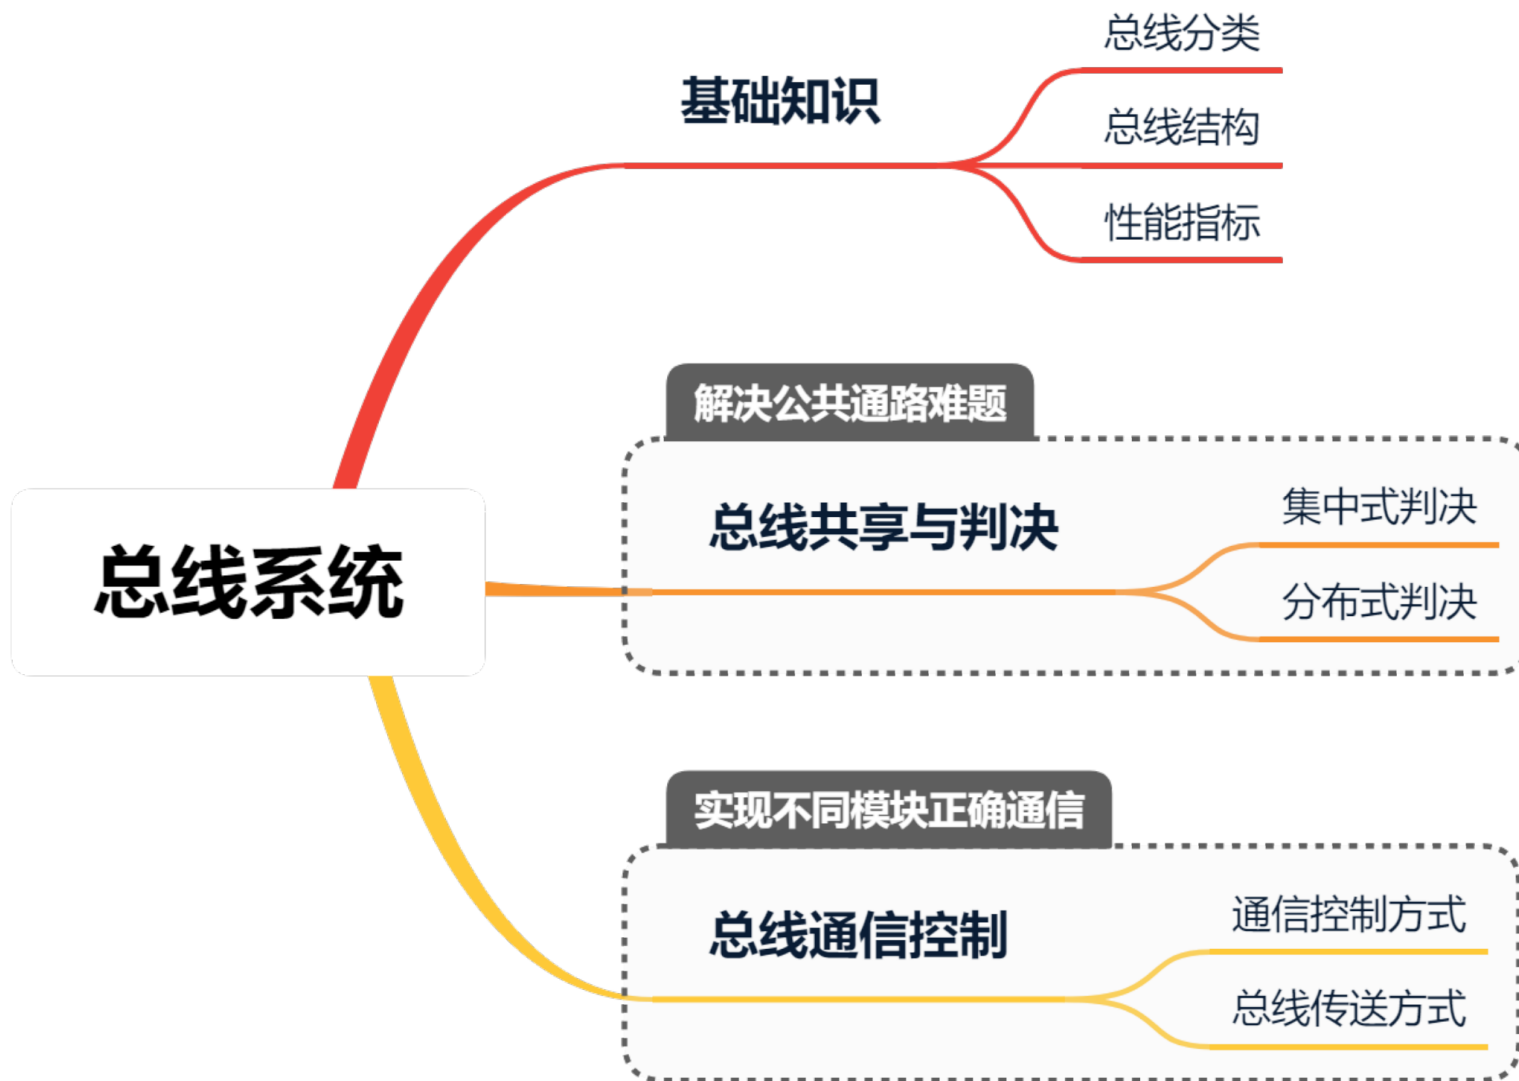 总线系统
基础知识
总线分类
总线结构
性能指标
解决公共通路难题
总线共享与判决
集中式判决
分布式判决
实现不同模块正确通信
总线通信控制
通信控制方式
总线传送方式